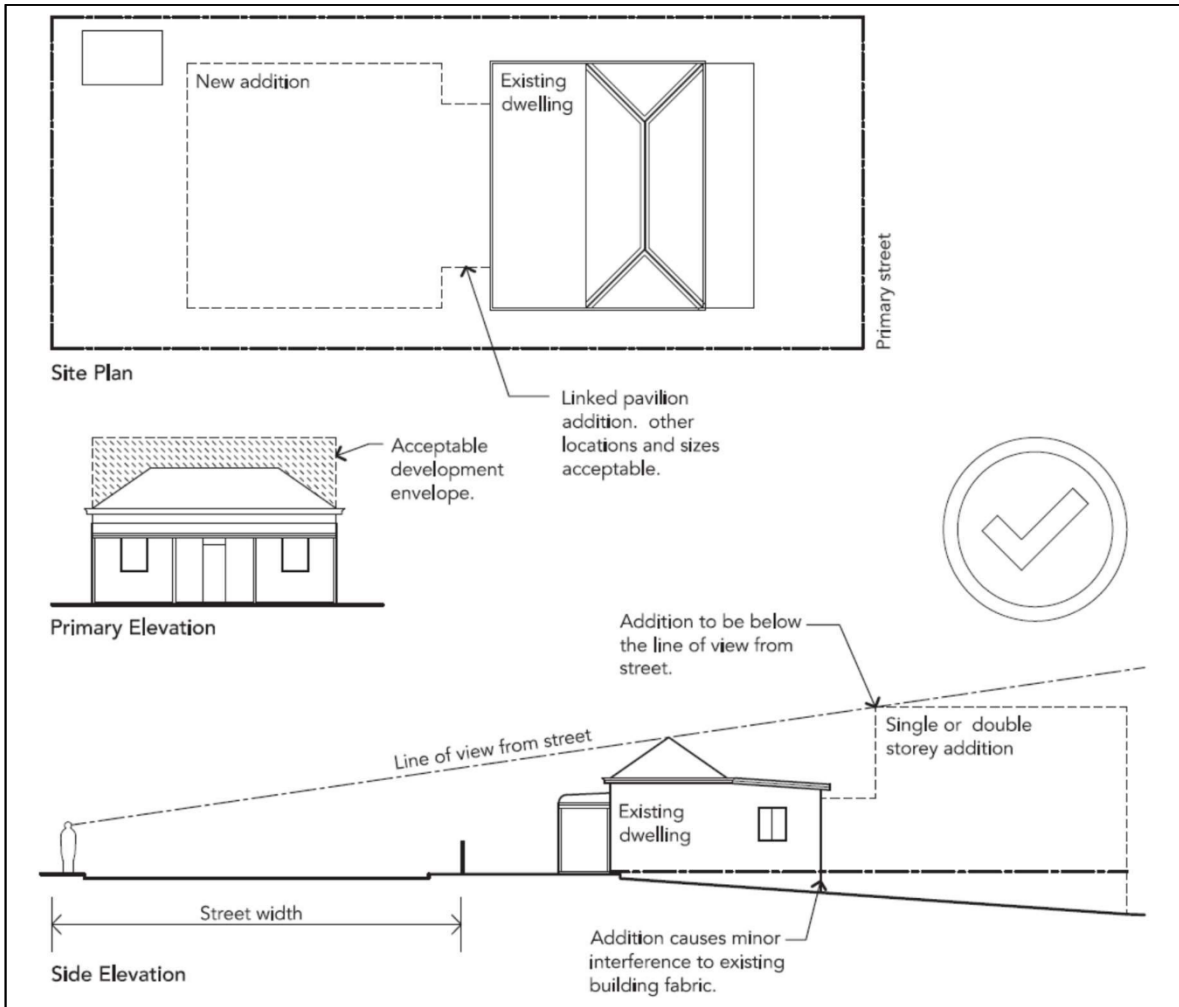 New addition
Existing
dwelling
Primary street
Site Plan
Linked pavilion
addition. other
locations and sizes
acceptable.
Acceptable
development
envelope.
Primary Elevation
Addition to be below
the line of view from
street.
Line of view from street
Single or double
storey addition
Existing
dwelling
Street width
Addition causes minor
interference to existing
building fabric.
Side Elevation